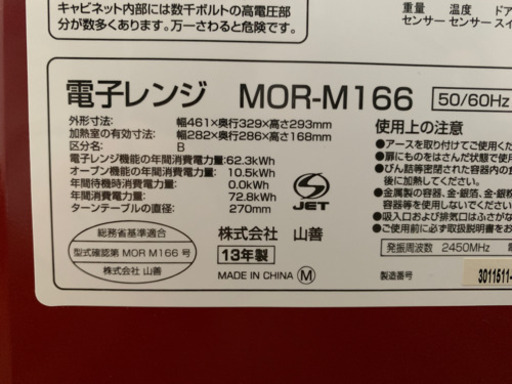 キャビネット内部には数千ボルトの高電圧部
分が数多くあります。万一さわると危険です。
重量 温度 ドア
センサー センサー スイ
電子レンジ MOR-M166 50/60Hz
外形寸法: 幅461×奥行329×高さ293mm
加熱室の有効寸法: 幅282×奥行286×高さ168mm
区分名: B
電子レンジ機能の年間消費電力量: 62.3kWh
オーブン機能の年間消費電力量: 10.5kWh
年間待機時消費電力量: 0.0kWh
年間消費電力量: 72.8kWh
ターンテーブルの直径: 270mm
S
JET
総務省基準適合
型式確認第 MOR M166 号
株式会社 山善
株式会社 山善
13年製
MADE IN CHINA M
使用上の注意
●アースを取り付けてご使用
●扉にものをはさんだ状態で使用
●びん詰等密閉された容器内の食
後に加熱してください。
●金属製の容器、金・銀箔、金・銀粉
容器を使用しないでください。
●吸入口および排気口はふさがな
●ご使用前に必ず取扱説明書をお
発振周波数 2450MHz
製造番号
3011511-